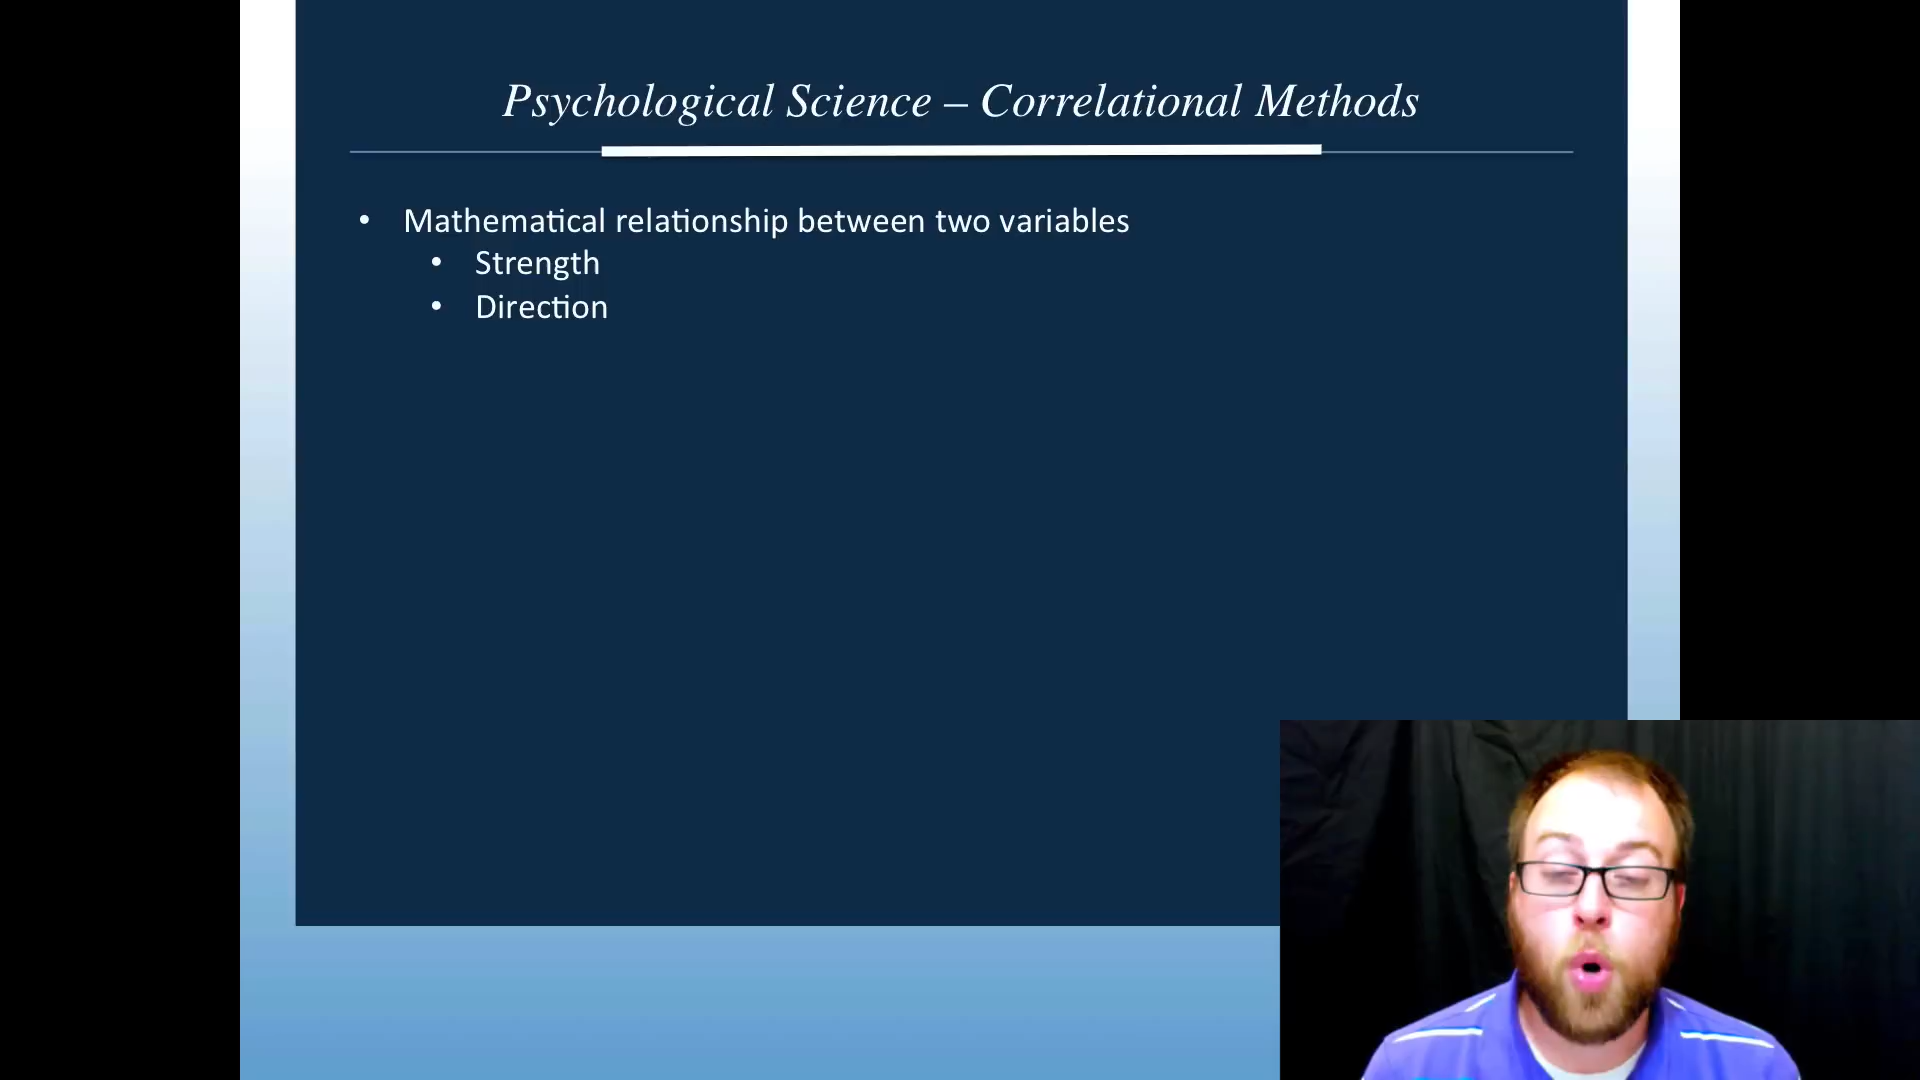 Psychological Science – Correlational Methods
• Mathematical relationship between two variables
• Strength
• Direction